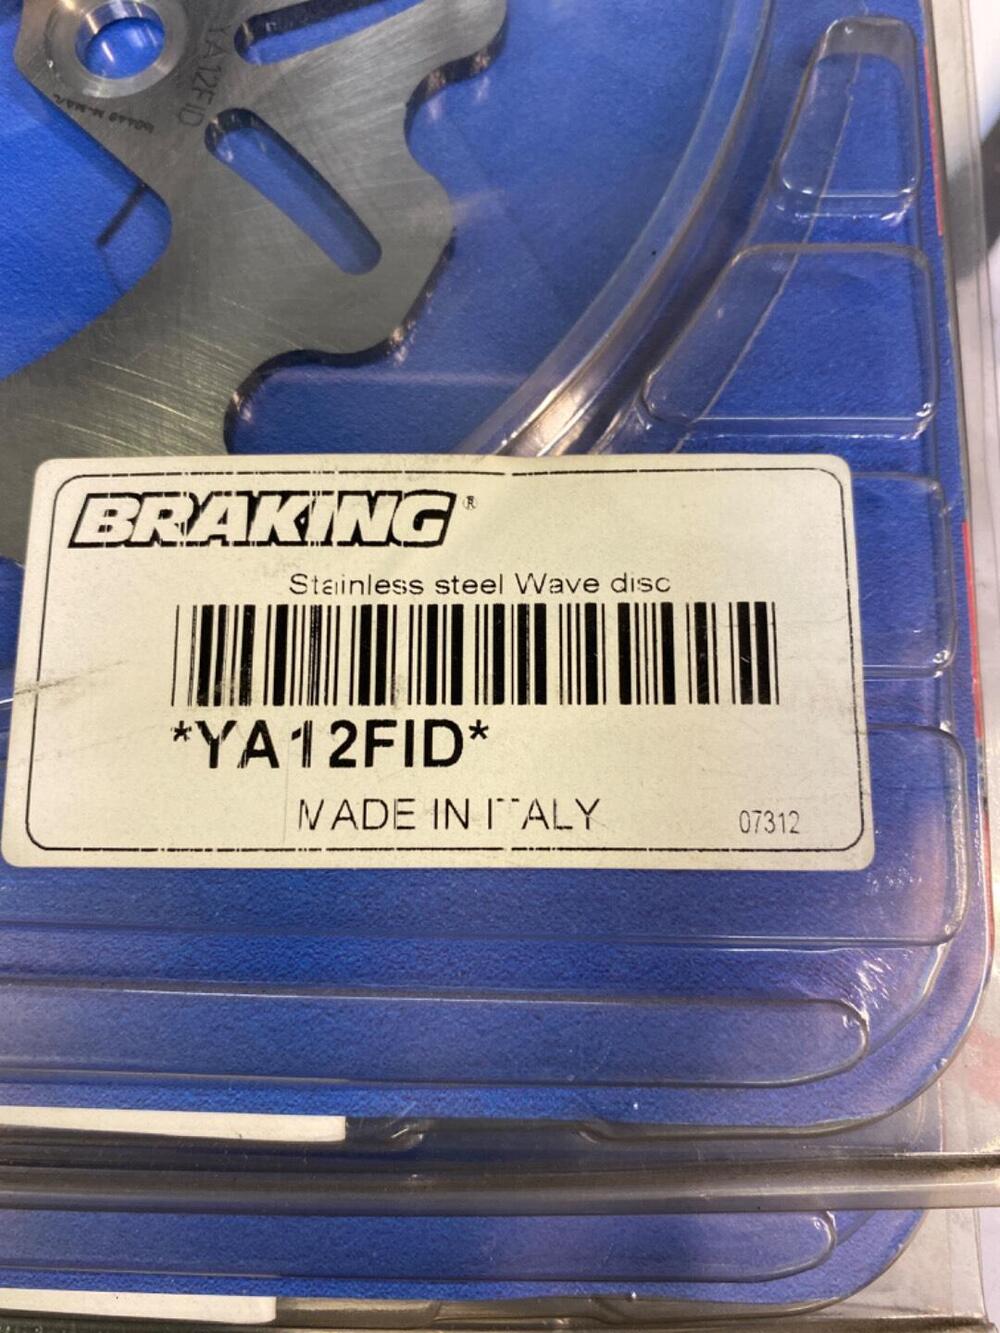 YA12FID
BRAKING®
Stainless steel Wave disc
*YA12FID*
MADE IN ITALY
07312